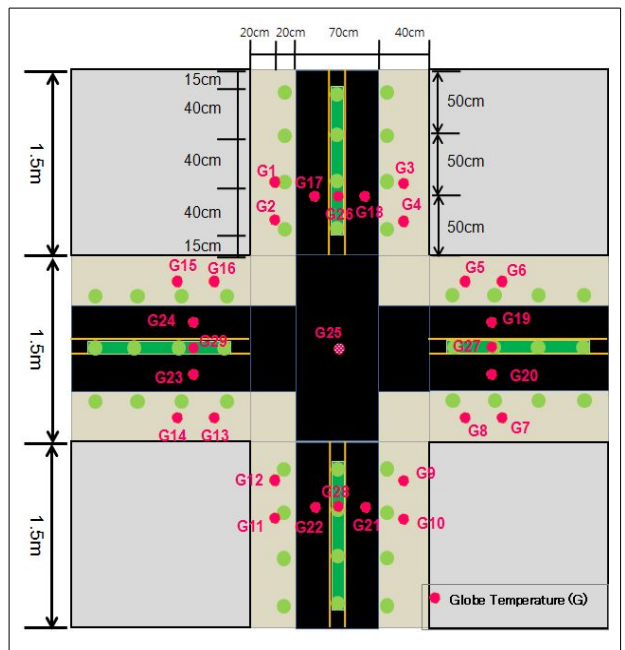 20cm 20cm 70cm 40cm
15cm
40cm
50cm
1.5m
40cm
50cm
G1 G17 G3
40cm
G2 G26 G18 G4
50cm
15cm
G15 G16 G5 G6
G24 G19
1.5m
G25
G29 G27
G23 G20
G14 G13 G8 G7
G12 G28 G9
1.5m
G11 G22 G21 G10
Globe Temperature (G)